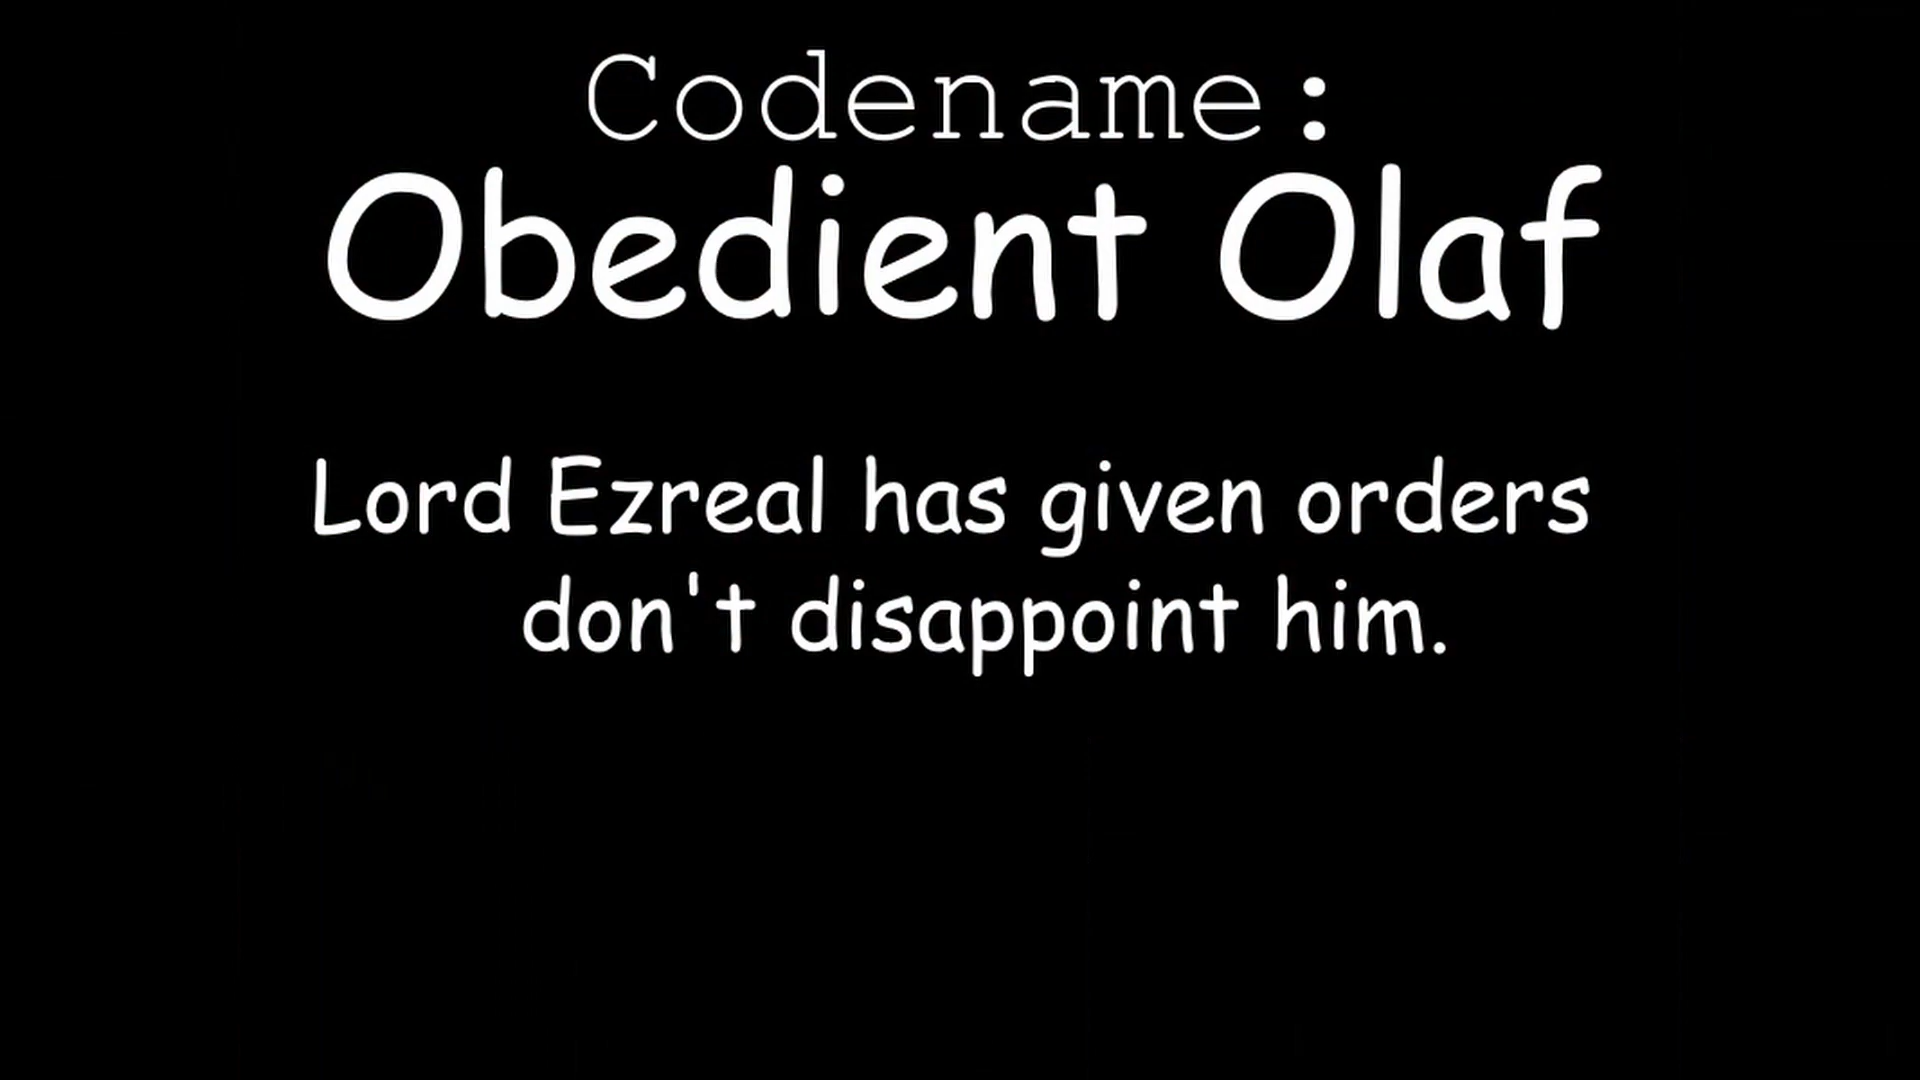 Codename:
Obedient Olaf
Lord Ezreal has given orders
don't disappoint him.